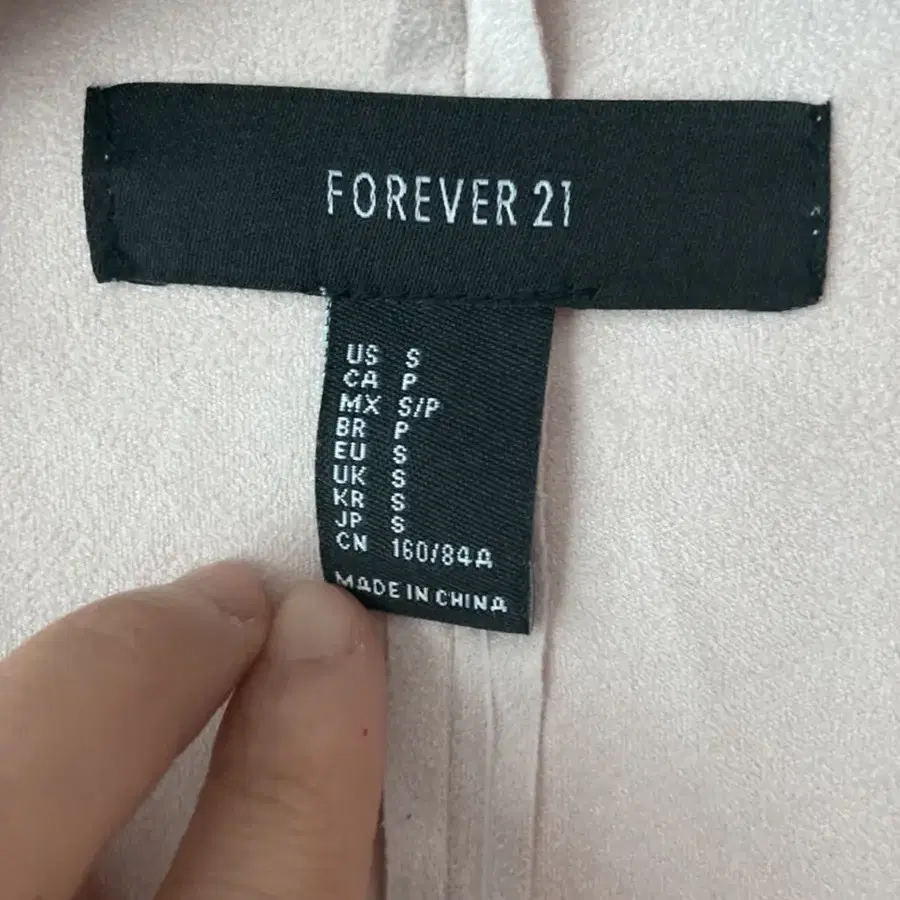 FOREVER 21
US S
CA P
MX S/P
BR P
EU S
UK S
KR S
JP S
CN 160/84A
MADE IN CHINA